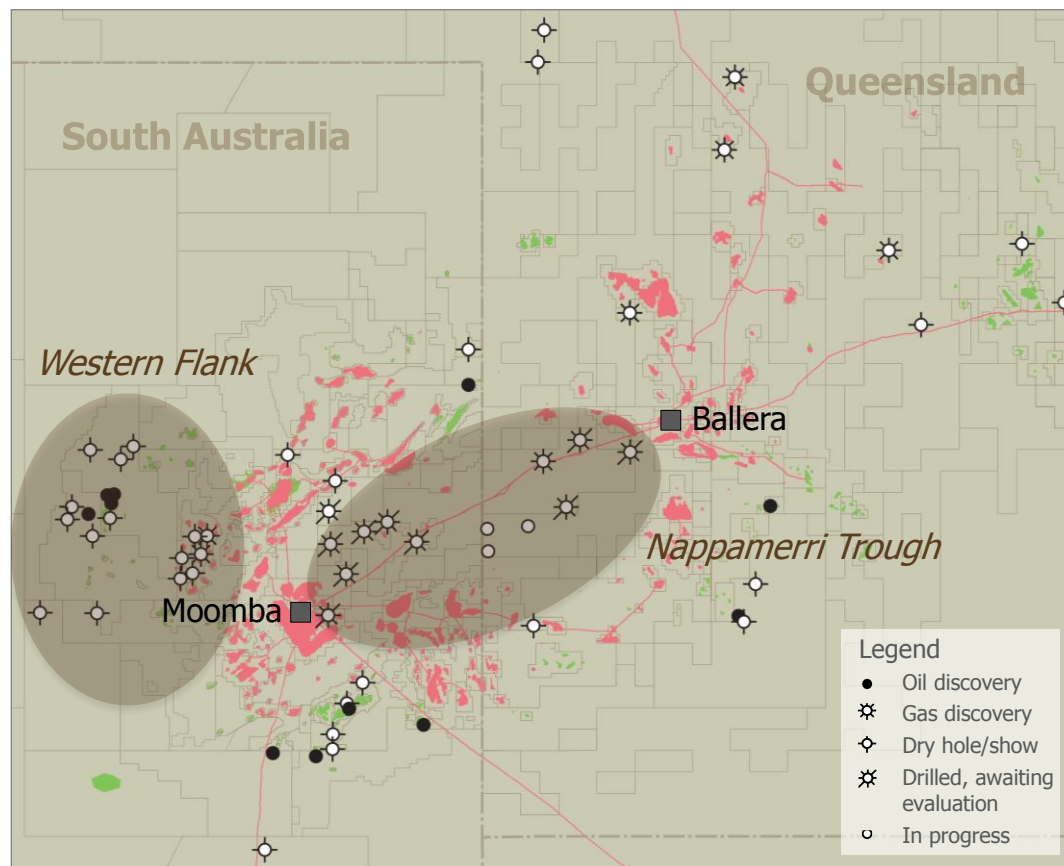 Queensland
South Australia
Western Flank
Ballera
Nappamerri Trough
Moomba
Legend
Oil discovery
Gas discovery
Dry hole/show
Drilled, awaiting
evaluation
In progress